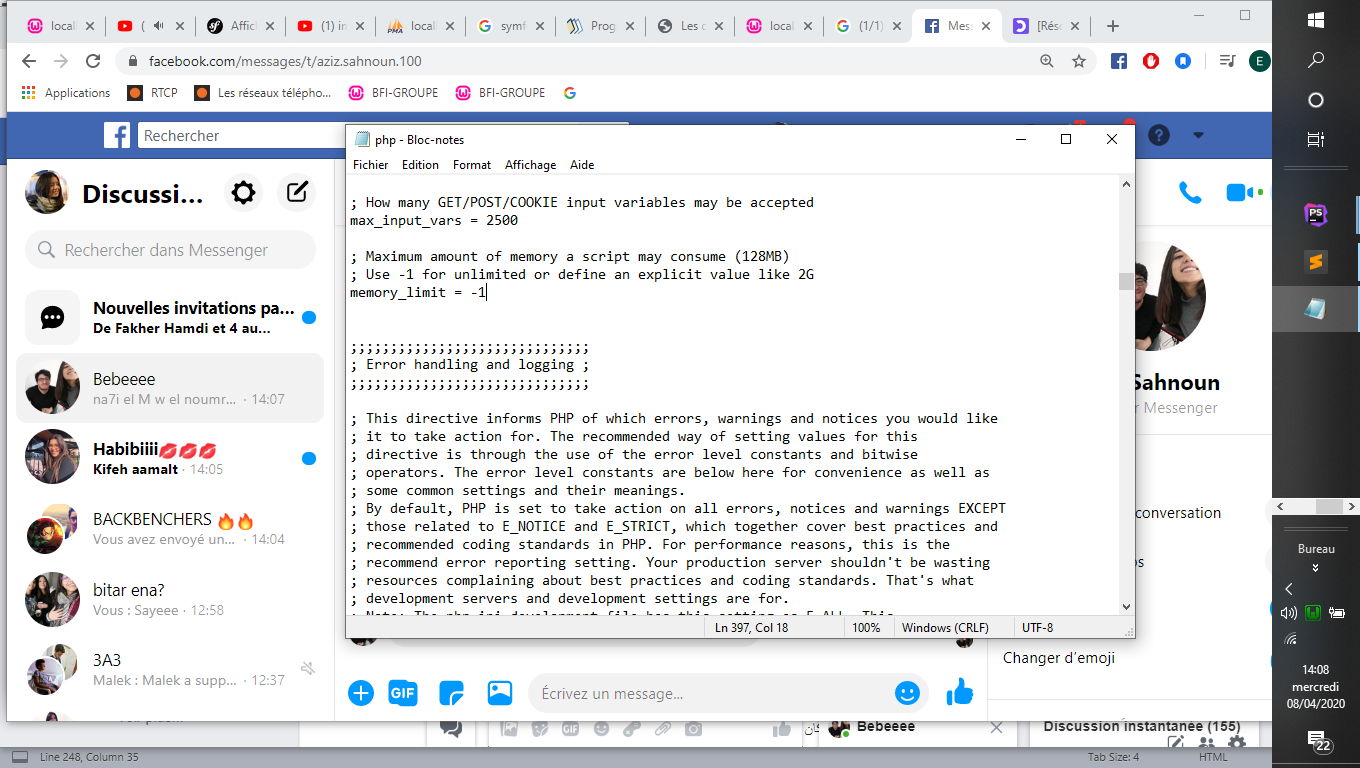 locall
(
Affich
(1) in
locall
symf
Prog
Les c
local
(1/1)
Mess
[Réso
facebook.com/messages/t/aziz.sahnoun.100
E
Applications
RTCP
Les réseaux télépho...
BFI-GROUPE
BFI-GROUPE
Rechercher
php - Bloc-notes
Fichier Edition Format Affichage Aide
; How many GET/POST/COOKIE input variables may be accepted
max_input_vars = 2500
; Maximum amount of memory a script may consume (128MB)
; Use -1 for unlimited or define an explicit value like 2G
memory_limit = -1
;;;;;;;;;;;;;;;;;;;;;;;;;;;;;;
; Error handling and logging ;
;;;;;;;;;;;;;;;;;;;;;;;;;;;;;;
; This directive informs PHP of which errors, warnings and notices you would like
; it to take action for. The recommended way of setting values for this
; directive is through the use of the error level constants and bitwise
; operators. The error level constants are below here for convenience as well as
; some common settings and their meanings.
; By default, PHP is set to take action on all errors, notices and warnings EXCEPT
; those related to E_NOTICE and E_STRICT, which together cover best practices and
; recommended coding standards in PHP. For performance reasons, this is the
; recommend error reporting setting. Your production server shouldn't be wasting
; resources complaining about best practices and coding standards. That's what
; development servers and development settings are for.
Ln 397, Col 18
100%
Windows (CRLF)
UTF-8
Discussi...
Rechercher dans Messenger
Nouvelles invitations pa...
De Fakher Hamdi et 4 au...
Bebeeee
na7i el M w el noumr... · 14:07
Habibiiii💋💋💋
Kifeh aamalt · 14:05
BACKBENCHERS 🔥🔥
Vous avez envoyé un... · 14:04
bitar ena?
Vous : Sayeee · 12:58
3A3
Malek : Malek a supp... · 12:37
Sahnoun
Messenger
conversation
Changer d'emoji
GIF
Écrivez un message...
GIF
Bebeeee
Discussion instantanée (155)
Line 248, Column 35
Tab Size: 4
HTML
PS
Bureau
14:08
mercredi
08/04/2020
22